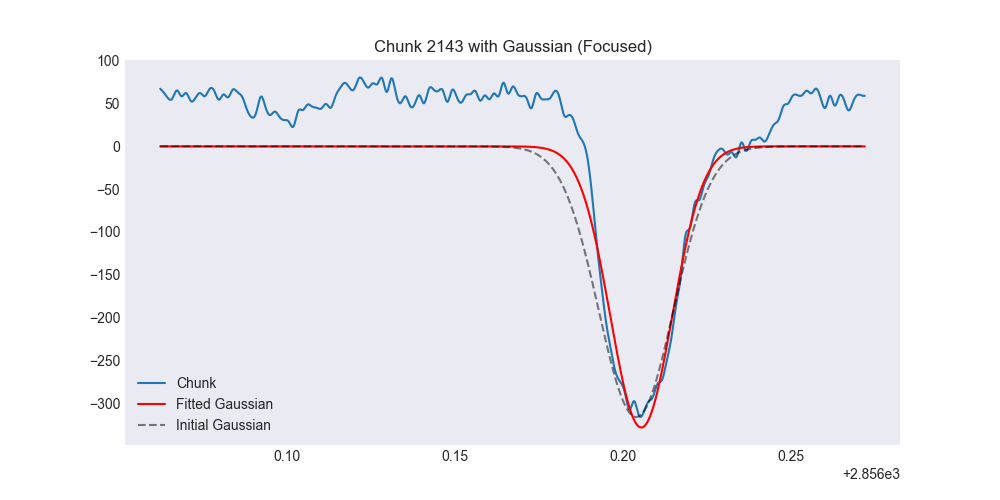 Chunk 2143 with Gaussian (Focused)
100
50
0
−50
−100
−150
−200
−250
−300
Chunk
Fitted Gaussian
Initial Gaussian
0.10 0.15 0.20 0.25
+2.856e3